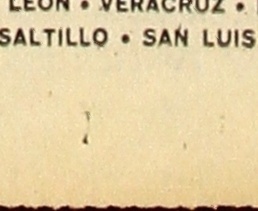 LEON • VERACRUZ •
SALTILLO • SAN LUIS